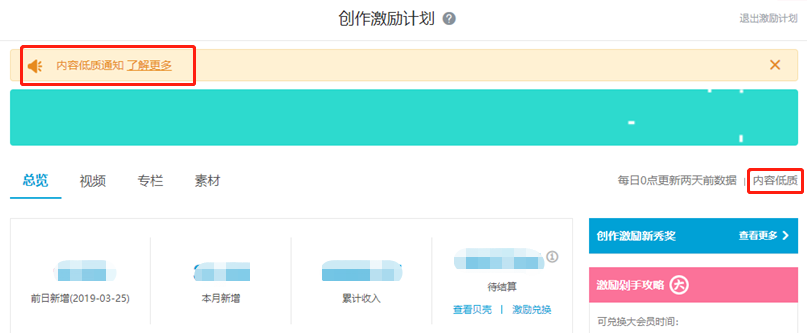 创作激励计划 ?
退出激励计划
内容低质通知 了解更多
总览 视频 专栏 素材
每日0点更新两天前数据 | 内容低质
前日新增(2019-03-25)
本月新增
累计收入
1
待结算
查看贝壳 | 激励兑换
创作激励新秀奖 查看更多
激励剁手攻略 大
可兑换大会员时间: